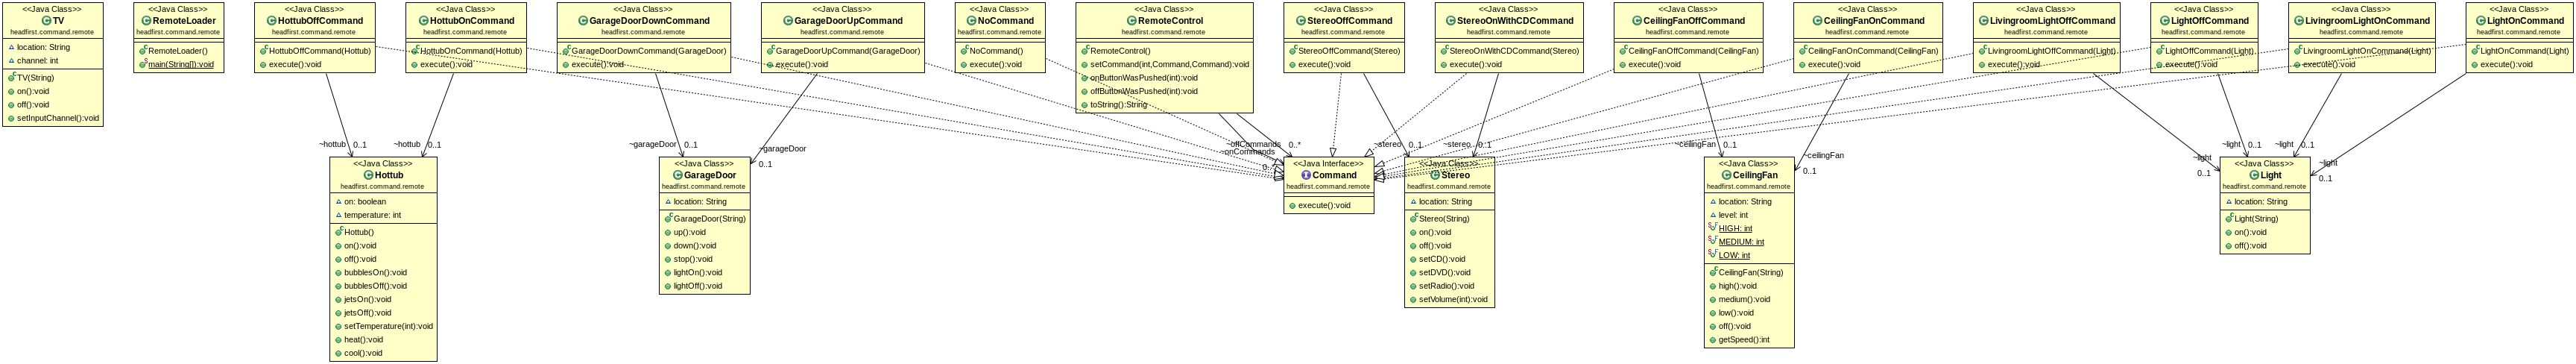 <<Java Class>>
TV
headfirst.command.remote
location: String
channel: int
TV(String)
on():void
off():void
setInputChannel():void
<<Java Class>>
RemoteLoader
headfirst.command.remote
RemoteLoader()
main(String[]):void
<<Java Class>>
HottubOffCommand
headfirst.command.remote
HottubOffCommand(Hottub)
execute():void
<<Java Class>>
HottubOnCommand
headfirst.command.remote
HottubOnCommand(Hottub)
execute():void
<<Java Class>>
GarageDoorDownCommand
headfirst.command.remote
GarageDoorDownCommand(GarageDoor)
execute():void
<<Java Class>>
GarageDoorUpCommand
headfirst.command.remote
GarageDoorUpCommand(GarageDoor)
execute():void
<<Java Class>>
NoCommand
headfirst.command.remote
NoCommand()
execute():void
<<Java Class>>
RemoteControl
headfirst.command.remote
RemoteControl()
setCommand(int,Command,Command):void
onButtonWasPushed(int):void
offButtonWasPushed(int):void
toString():String
<<Java Class>>
StereoOffCommand
headfirst.command.remote
StereoOffCommand(Stereo)
execute():void
<<Java Class>>
StereoOnWithCDCommand
headfirst.command.remote
StereoOnWithCDCommand(Stereo)
execute():void
<<Java Class>>
CeilingFanOffCommand
headfirst.command.remote
CeilingFanOffCommand(CeilingFan)
execute():void
<<Java Class>>
CeilingFanOnCommand
headfirst.command.remote
CeilingFanOnCommand(CeilingFan)
execute():void
<<Java Class>>
LivingroomLightOffCommand
headfirst.command.remote
LivingroomLightOffCommand(Light)
execute():void
<<Java Class>>
LightOffCommand
headfirst.command.remote
LightOffCommand(Light)
execute():void
<<Java Class>>
LivingroomLightOnCommand
headfirst.command.remote
LivingroomLightOnCommand(Light)
execute():void
<<Java Class>>
LightOnCommand
headfirst.command.remote
LightOnCommand(Light)
execute():void
~hottub 0..1
~hottub 0..1
~garageDoor 0..1
~garageDoor
0..1
~offCommands 0..*
~onCommands
~stereo 0..1
~stereo 0..1
~ceilingFan 0..1
~ceilingFan
0..1
~light
0..1
~light 0..1
~light 0..1
~light
0..1
<<Java Class>>
Hottub
headfirst.command.remote
on: boolean
temperature: int
Hottub()
on():void
off():void
bubblesOn():void
bubblesOff():void
jetsOn():void
jetsOff():void
setTemperature(int):void
heat():void
cool():void
<<Java Class>>
GarageDoor
headfirst.command.remote
location: String
GarageDoor(String)
up():void
down():void
stop():void
lightOn():void
lightOff():void
<<Java Interface>>
Command
headfirst.command.remote
execute():void
<<Java Class>>
Stereo
headfirst.command.remote
location: String
Stereo(String)
on():void
off():void
setCD():void
setDVD():void
setRadio():void
setVolume(int):void
<<Java Class>>
CeilingFan
headfirst.command.remote
location: String
level: int
HIGH: int
MEDIUM: int
LOW: int
CeilingFan(String)
high():void
medium():void
low():void
off():void
getSpeed():int
<<Java Class>>
Light
headfirst.command.remote
location: String
Light(String)
on():void
off():void